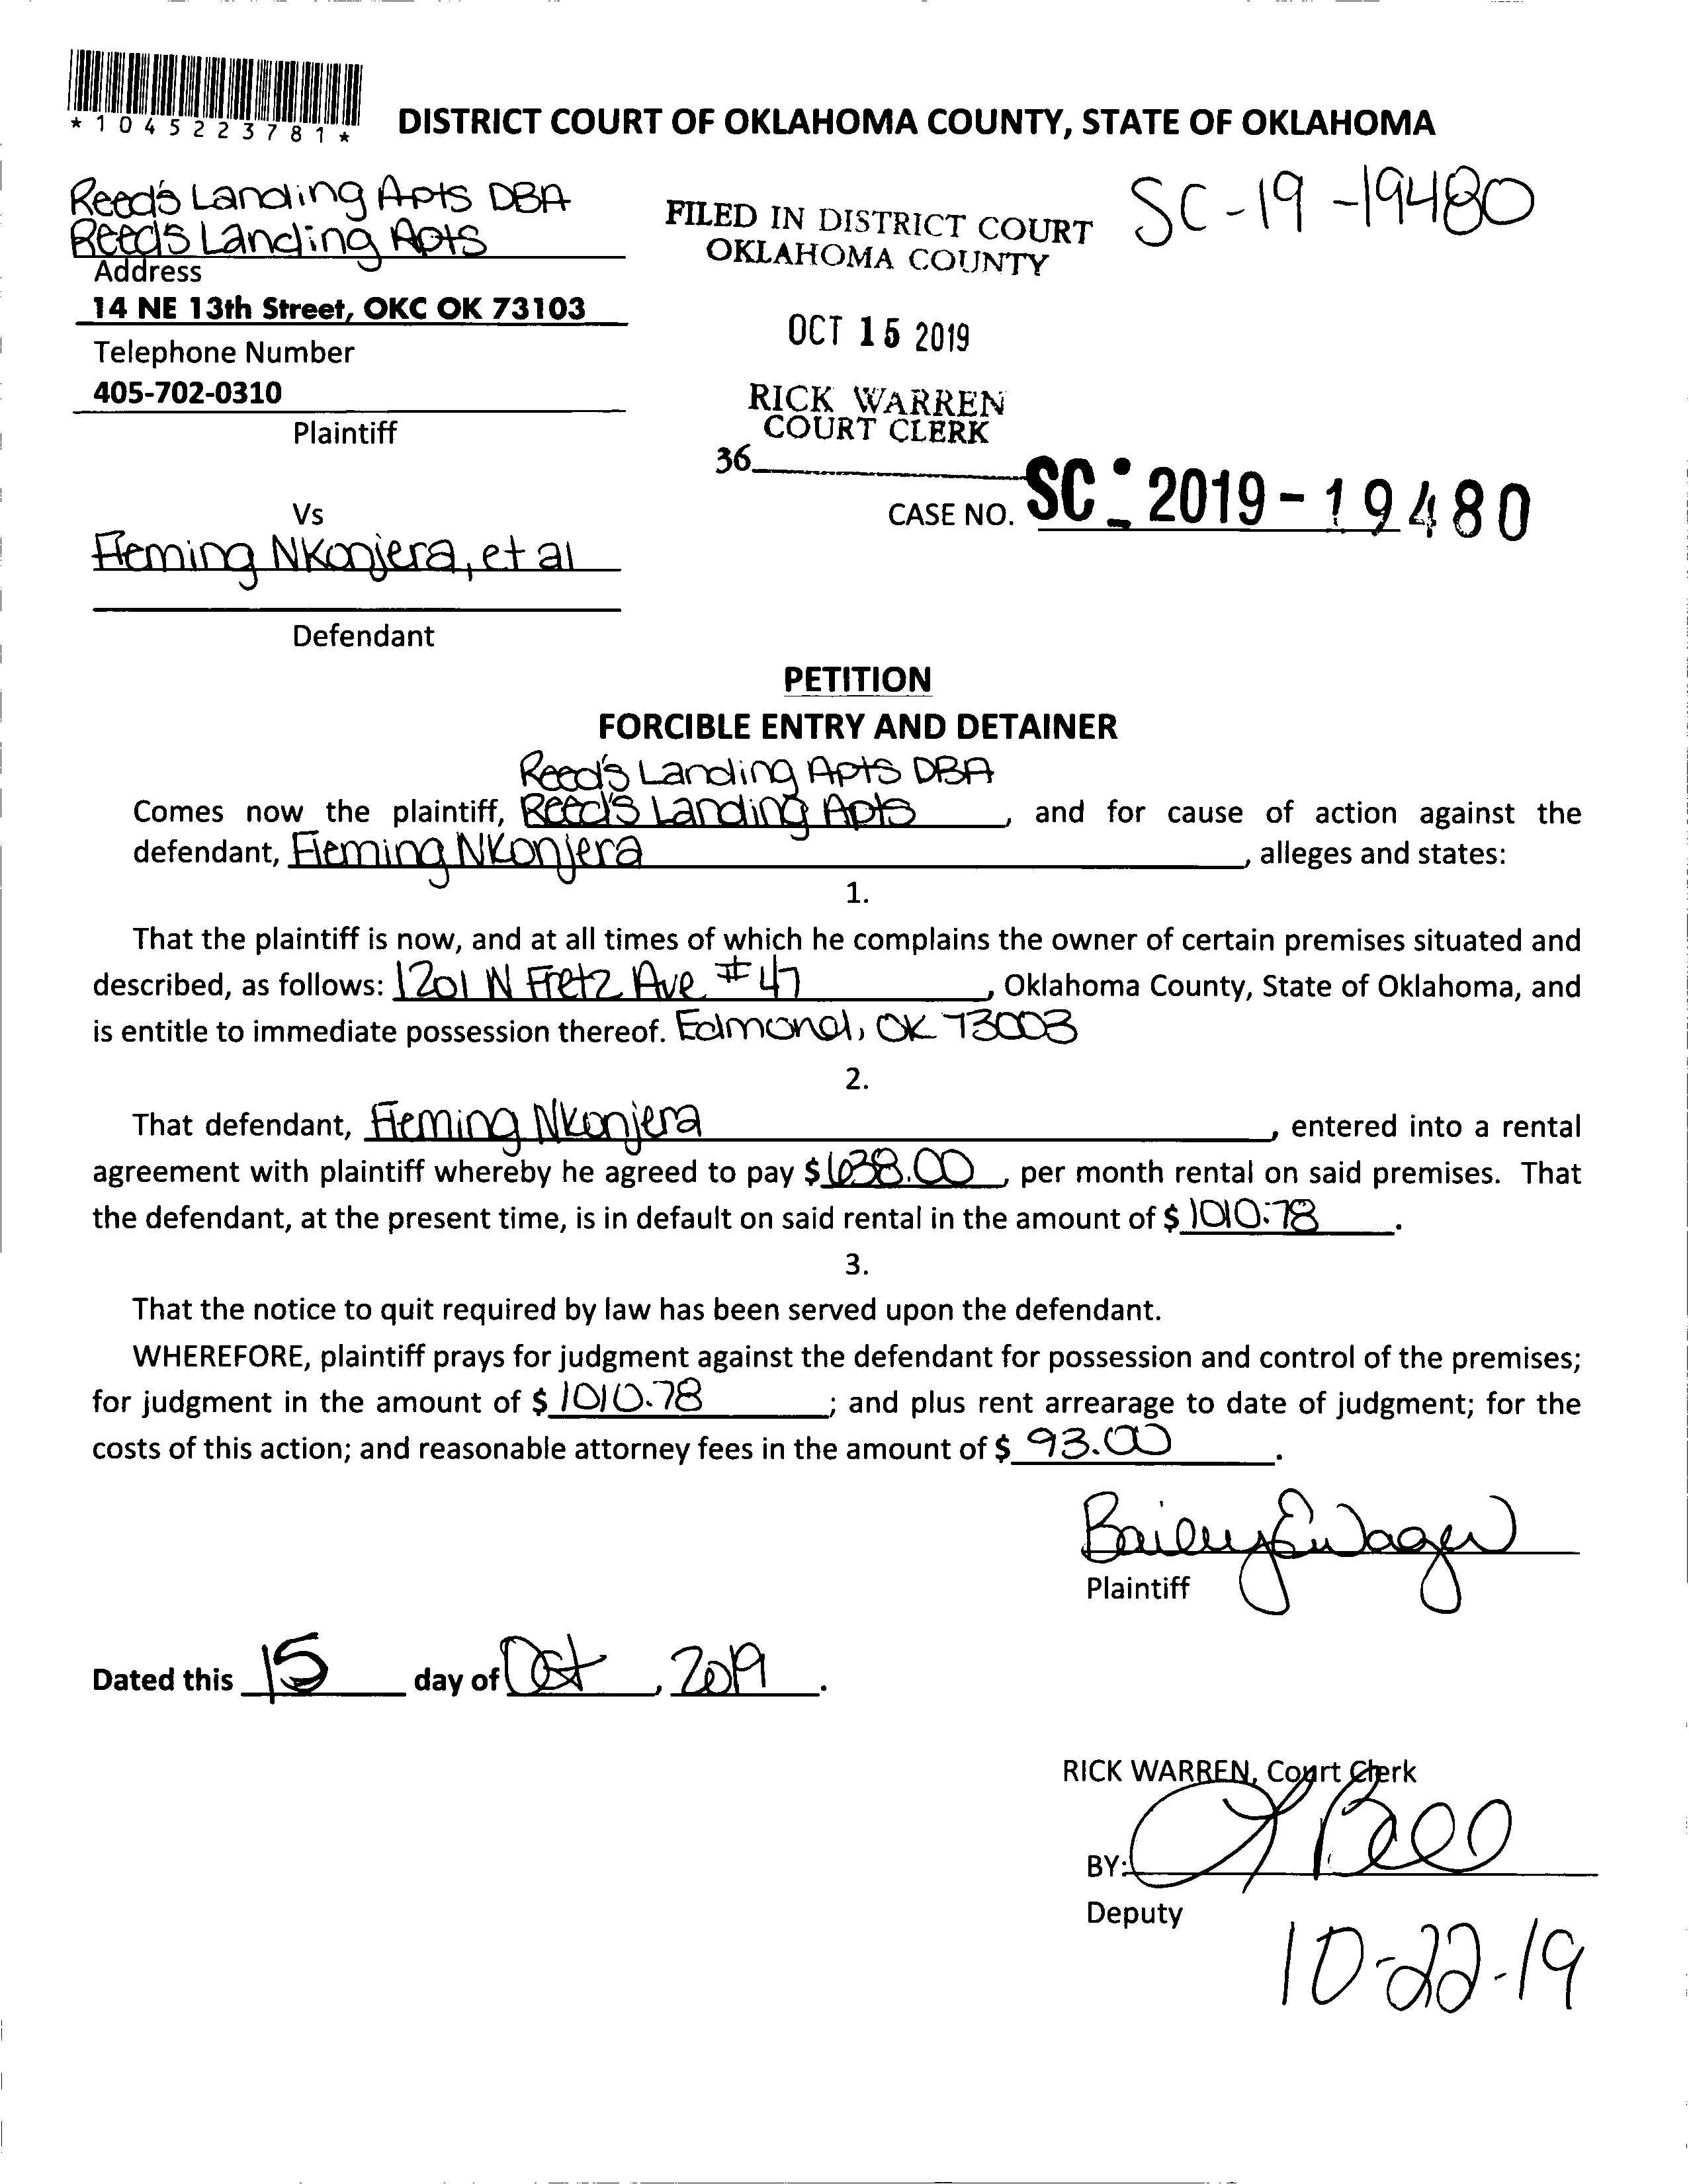 *1045223781*
DISTRICT COURT OF OKLAHOMA COUNTY, STATE OF OKLAHOMA
Reed's Landing Apts DBA
Reed's Landing Apts
Address
14 NE 13th Street, OKC OK 73103
Telephone Number
405-702-0310
Plaintiff
FILED IN DISTRICT COURT
OKLAHOMA COUNTY
OCT 15 2019
RICK WARREN
COURT CLERK
36
SC-19-19480
CASE NO. SC-2019-19480
Vs
Fleming Nkonjera, et al
Defendant
PETITION
FORCIBLE ENTRY AND DETAINER
Reed's Landing Apts DBA
Comes now the plaintiff, Reed's Landing Apts, and for cause of action against the
defendant, Fleming Nkonjera, alleges and states:
1.
That the plaintiff is now, and at all times of which he complains the owner of certain premises situated and
described, as follows: 1201 N Fretz Ave #47, Oklahoma County, State of Oklahoma, and
is entitle to immediate possession thereof. Edmond, OK 73003
2.
That defendant, Fleming Nkonjera, entered into a rental
agreement with plaintiff whereby he agreed to pay $ 638.00, per month rental on said premises. That
the defendant, at the present time, is in default on said rental in the amount of $ 1010.78.
3.
That the notice to quit required by law has been served upon the defendant.
WHEREFORE, plaintiff prays for judgment against the defendant for possession and control of the premises;
for judgment in the amount of $ 1010.78; and plus rent arrearage to date of judgment; for the
costs of this action; and reasonable attorney fees in the amount of $ 93.00.
Plaintiff
Dated this 15 day of Oct, 2019.
RICK WARREN, Court Clerk
BY:
Deputy
10-22-19